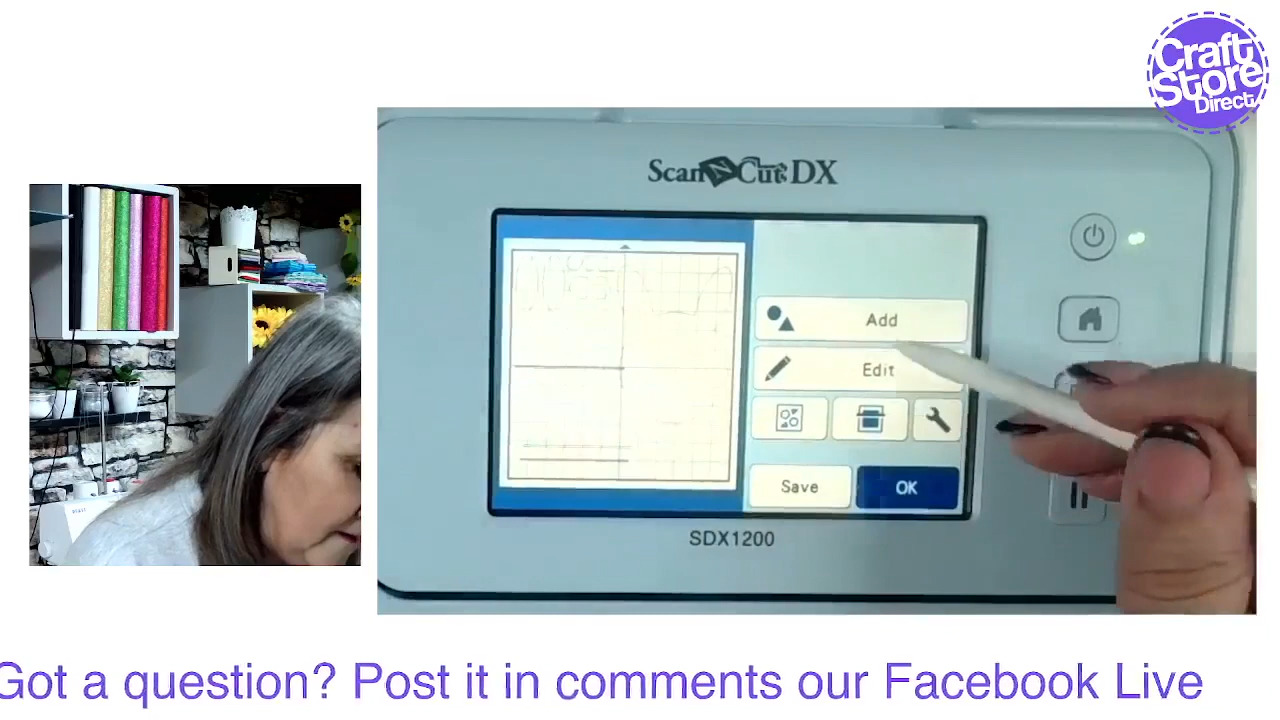 Craft
Store
Direct
ScanNCut DX
Add
Edit
Save
OK
SDX1200
Got a question? Post it in comments our Facebook Live